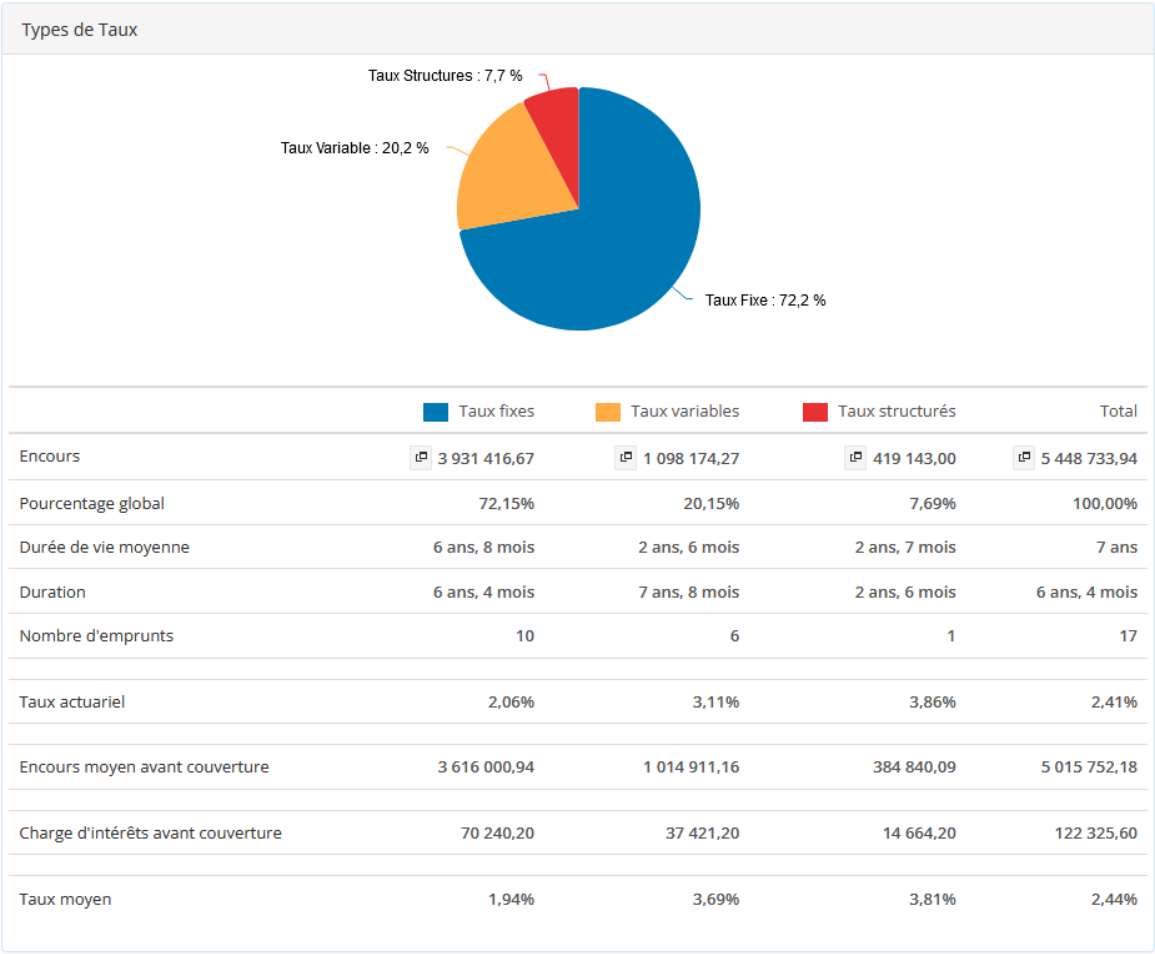 Types de Taux
Taux Structures : 7,7 %
Taux Variable : 20,2 %
Taux Fixe : 72,2 %
Taux fixes Taux variables Taux structurés Total
Encours 3 931 416,67 1 098 174,27 419 143,00 5 448 733,94
Pourcentage global 72,15% 20,15% 7,69% 100,00%
Durée de vie moyenne 6 ans, 8 mois 2 ans, 6 mois 2 ans, 7 mois 7 ans
Duration 6 ans, 4 mois 7 ans, 8 mois 2 ans, 6 mois 6 ans, 4 mois
Nombre d'emprunts 10 6 1 17
Taux actuariel 2,06% 3,11% 3,86% 2,41%
Encours moyen avant couverture 3 616 000,94 1 014 911,16 384 840,09 5 015 752,18
Charge d'intérêts avant couverture 70 240,20 37 421,20 14 664,20 122 325,60
Taux moyen 1,94% 3,69% 3,81% 2,44%